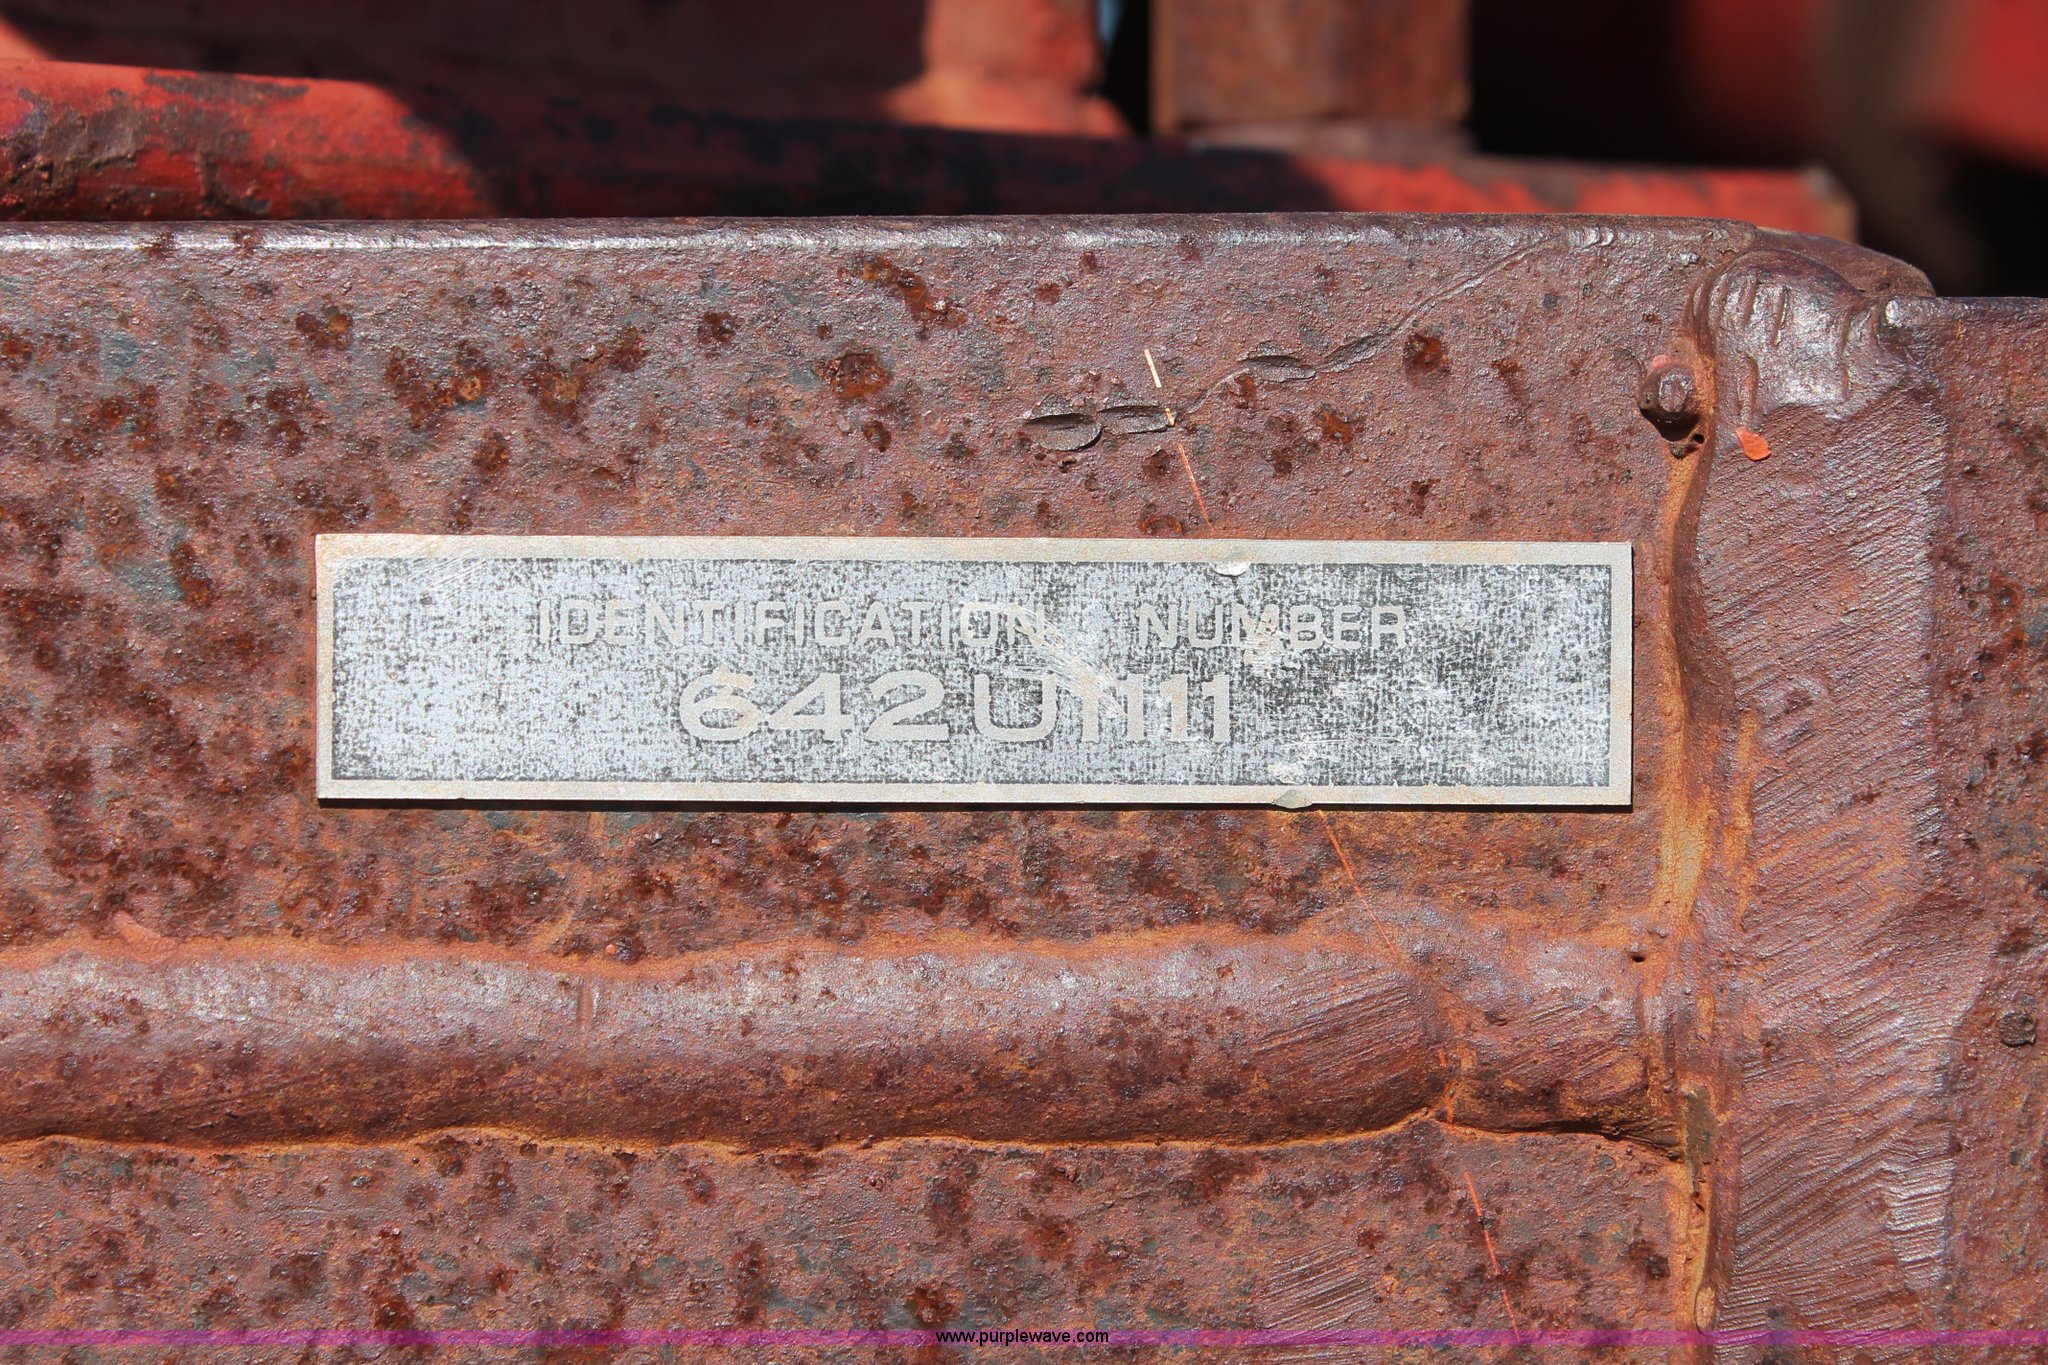 IDENTIFICATION NUMBER
642U1111
www.purplewave.com